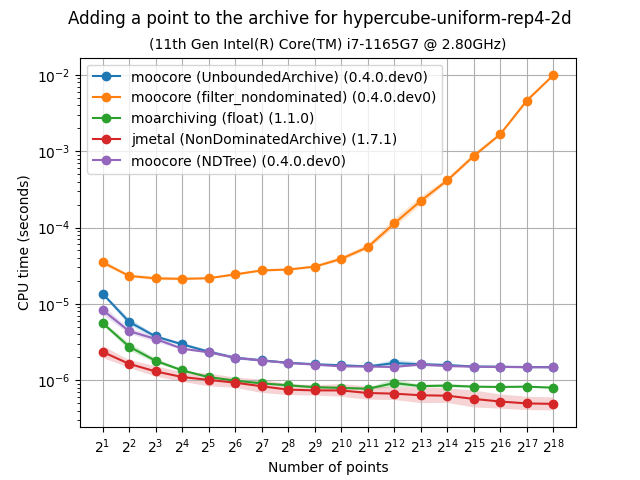 Adding a point to the archive for hypercube-uniform-rep4-2d
(11th Gen Intel(R) Core(TM) i7-1165G7 @ 2.80GHz)
moocore (UnboundedArchive) (0.4.0.dev0)
moocore (filter_nondominated) (0.4.0.dev0)
moarchiving (float) (1.1.0)
jmetal (NonDominatedArchive) (1.7.1)
moocore (NDTree) (0.4.0.dev0)
CPU time (seconds)
10⁻²
10⁻³
10⁻⁴
10⁻⁵
10⁻⁶
2¹ 2² 2³ 2⁴ 2⁵ 2⁶ 2⁷ 2⁸ 2⁹ 2¹⁰ 2¹¹ 2¹² 2¹³ 2¹⁴ 2¹⁵ 2¹⁶ 2¹⁷ 2¹⁸
Number of points